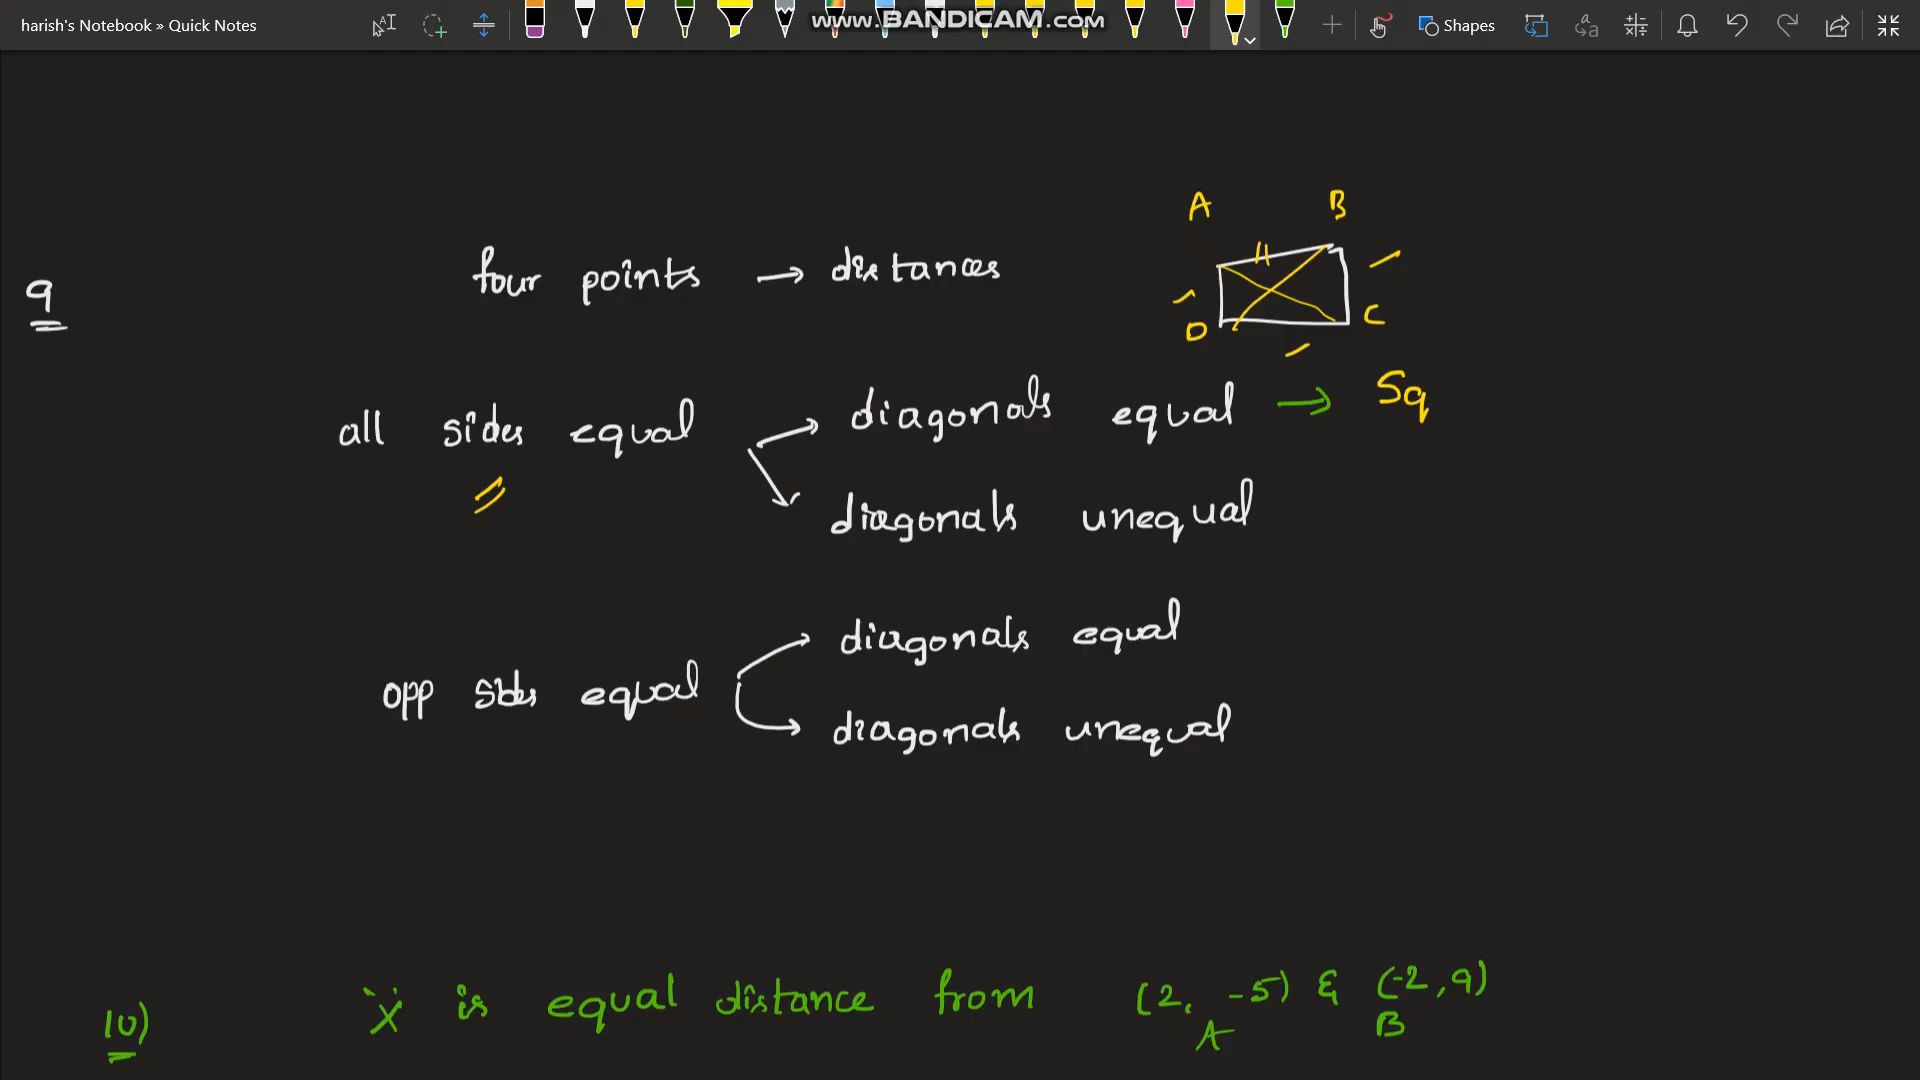 harish's Notebook » Quick Notes
www.BANDICAM.com
Shapes
A B
9 four points → distances
D C
all sides equal → diagonals equal → Sq
diagonals unequal
opp sides equal → diagonals equal
diagonals unequal
10) X is equal distance from (2, -5) & (-2, 9)
A B